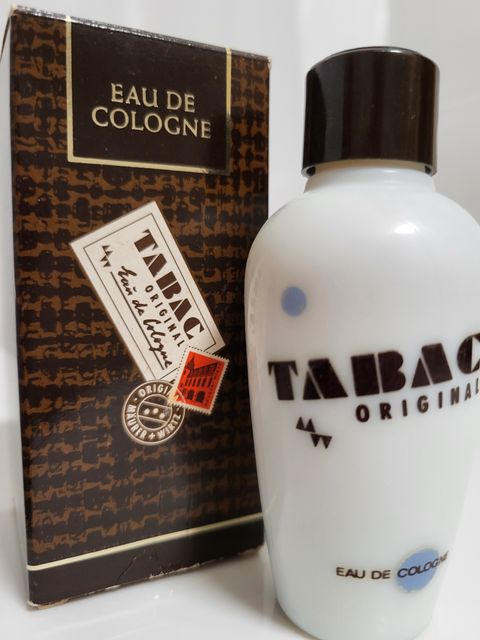 EAU DE
COLOGNE
TABAC
ORIGINAL
Eau de Cologne
ORIGINAL
MÄURER + WIRTZ
TABAC
ORIGINAL
EAU DE COLOGNE